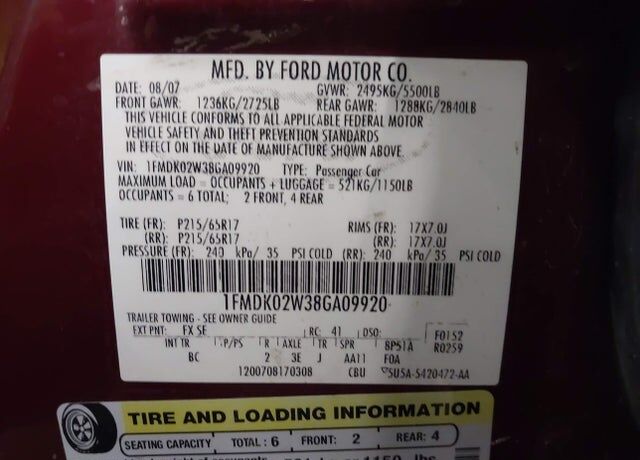 MFD. BY FORD MOTOR CO.
DATE: 08/07 GVWR: 2495KG/5500LB
FRONT GAWR: 1236KG/2725LB REAR GAWR: 1288KG/2840LB
THIS VEHICLE CONFORMS TO ALL APPLICABLE FEDERAL MOTOR
VEHICLE SAFETY AND THEFT PREVENTION STANDARDS
IN EFFECT ON THE DATE OF MANUFACTURE SHOWN ABOVE.
VIN: 1FMDK02W38GA09920 TYPE: Passenger Car
MAXIMUM LOAD = OCCUPANTS + LUGGAGE = 521KG/1150LB
OCCUPANTS = 6 TOTAL; 2 FRONT, 4 REAR
TIRE (FR): P215/65R17 RIMS (FR): 17X7.0J
(RR): P215/65R17 (RR): 17X7.0J
PRESSURE (FR): 240 kPa/ 35 PSI COLD (RR): 240 kPa/ 35 PSI COLD
1FMDK02W38GA09920
TRAILER TOWING - SEE OWNER GUIDE
EXT PNT: FX SE RC: 41 DSO: F0152
INT TR TP/PS R AXLE TR SPR 8P51A R0259
BC 2 3E J AA11 FOA
1200708170308 CBU 5U5A-5420472-AA
TIRE AND LOADING INFORMATION
SEATING CAPACITY TOTAL: 6 FRONT: 2 REAR: 4